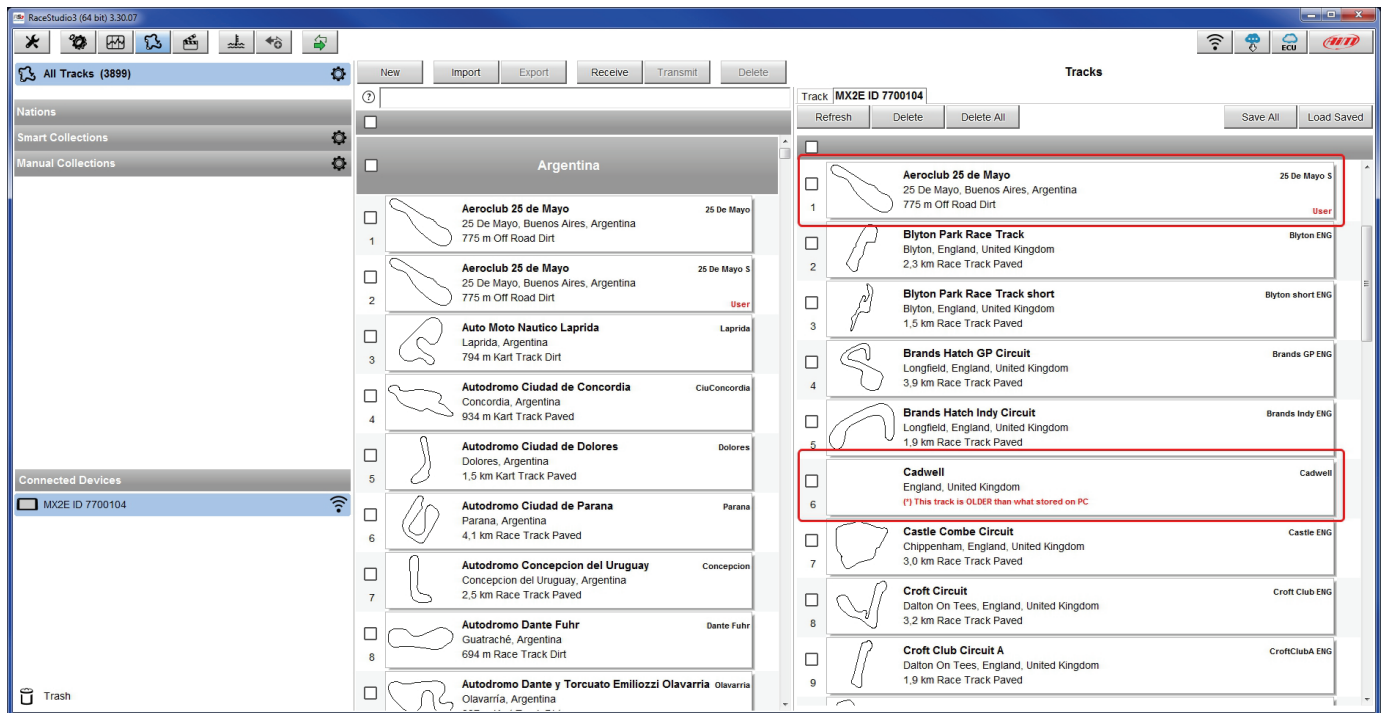 RaceStudio3 (64 bit) 3.30.07
ECU
AiM
All Tracks (3899)
Nations
Smart Collections
Manual Collections
Connected Devices
MX2E ID 7700104
Trash
New Import Export Receive Transmit Delete
?
Argentina
Aeroclub 25 de Mayo 25 De Mayo
25 De Mayo, Buenos Aires, Argentina
1 775 m Off Road Dirt
Aeroclub 25 de Mayo 25 De Mayo S
25 De Mayo, Buenos Aires, Argentina
2 775 m Off Road Dirt User
Auto Moto Nautico Laprida Laprida
Laprida, Argentina
3 794 m Kart Track Dirt
Autodromo Ciudad de Concordia CiuConcordia
Concordia, Argentina
4 934 m Kart Track Paved
Autodromo Ciudad de Dolores Dolores
Dolores, Argentina
5 1,5 km Kart Track Paved
Autodromo Ciudad de Parana Parana
Parana, Argentina
6 4,1 km Race Track Paved
Autodromo Concepcion del Uruguay Concepcion
Concepcion del Uruguay, Argentina
7 2,5 km Race Track Paved
Autodromo Dante Fuhr Dante Fuhr
Guatraché, Argentina
8 694 m Race Track Dirt
Autodromo Dante y Torcuato Emiliozzi Olavarria Olavarria
Olavarría, Argentina
Tracks
Track MX2E ID 7700104
Refresh Delete Delete All Save All Load Saved
Aeroclub 25 de Mayo 25 De Mayo S
25 De Mayo, Buenos Aires, Argentina
1 775 m Off Road Dirt User
Blyton Park Race Track Blyton ENG
Blyton, England, United Kingdom
2 2,3 km Race Track Paved
Blyton Park Race Track short Blyton short ENG
Blyton, England, United Kingdom
3 1,5 km Race Track Paved
Brands Hatch GP Circuit Brands GP ENG
Longfield, England, United Kingdom
4 3,9 km Race Track Paved
Brands Hatch Indy Circuit Brands Indy ENG
Longfield, England, United Kingdom
5 1,9 km Race Track Paved
Cadwell Cadwell
England, United Kingdom
6 (*) This track is OLDER than what stored on PC
Castle Combe Circuit Castle ENG
Chippenham, England, United Kingdom
7 3,0 km Race Track Paved
Croft Circuit Croft Club ENG
Dalton On Tees, England, United Kingdom
8 3,2 km Race Track Paved
Croft Club Circuit A CroftClubA ENG
Dalton On Tees, England, United Kingdom
9 1,9 km Race Track Paved